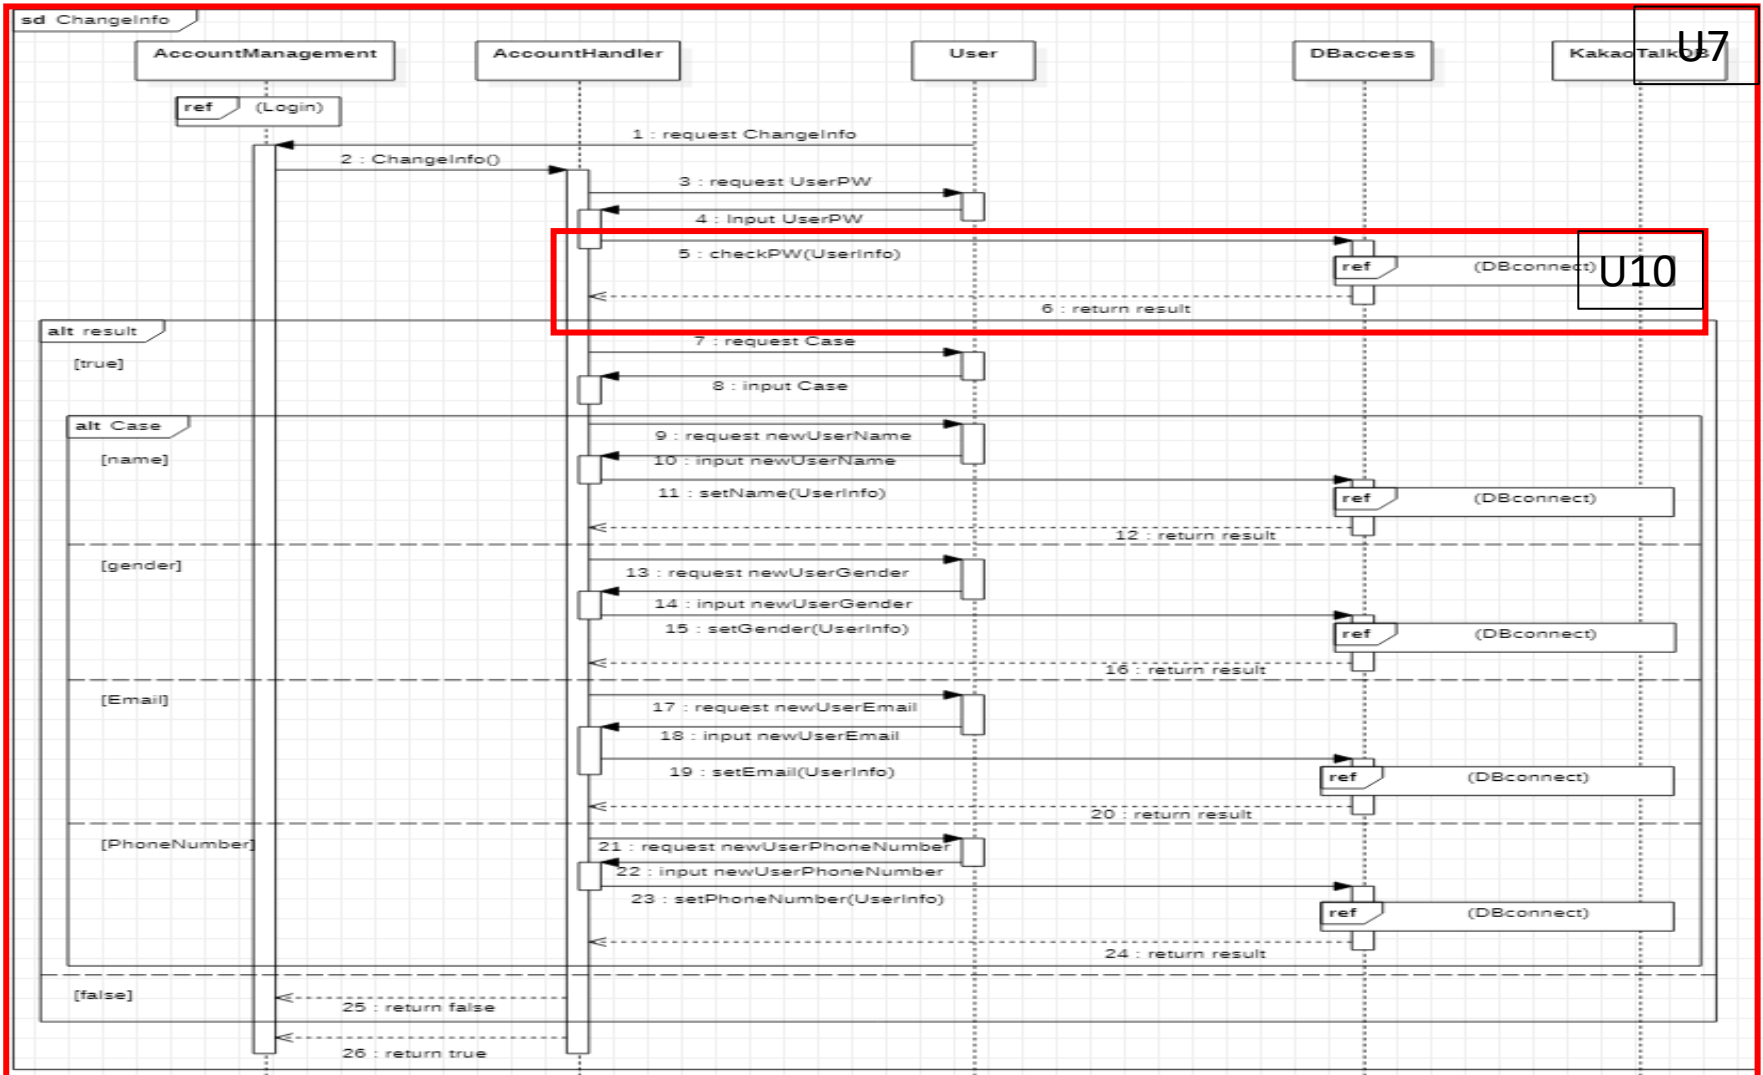 sd ChangeInfo
U7
AccountManagement
AccountHandler
User
DBaccess
KakaoTalkDB
ref (Login)
1 : request ChangeInfo
2 : ChangeInfo()
3 : request UserPW
4 : Input UserPW
5 : checkPW(UserInfo)
ref (DBconnect)
U10
6 : return result
alt result
[true]
7 : request Case
8 : input Case
alt Case
[name]
9 : request newUserName
10 : input newUserName
11 : setName(UserInfo)
ref (DBconnect)
12 : return result
[gender]
13 : request newUserGender
14 : input newUserGender
15 : setGender(UserInfo)
ref (DBconnect)
16 : return result
[Email]
17 : request newUserEmail
18 : input newUserEmail
19 : setEmail(UserInfo)
ref (DBconnect)
20 : return result
[PhoneNumber]
21 : request newUserPhoneNumber
22 : input newUserPhoneNumber
23 : setPhoneNumber(UserInfo)
ref (DBconnect)
24 : return result
[false]
25 : return false
26 : return true